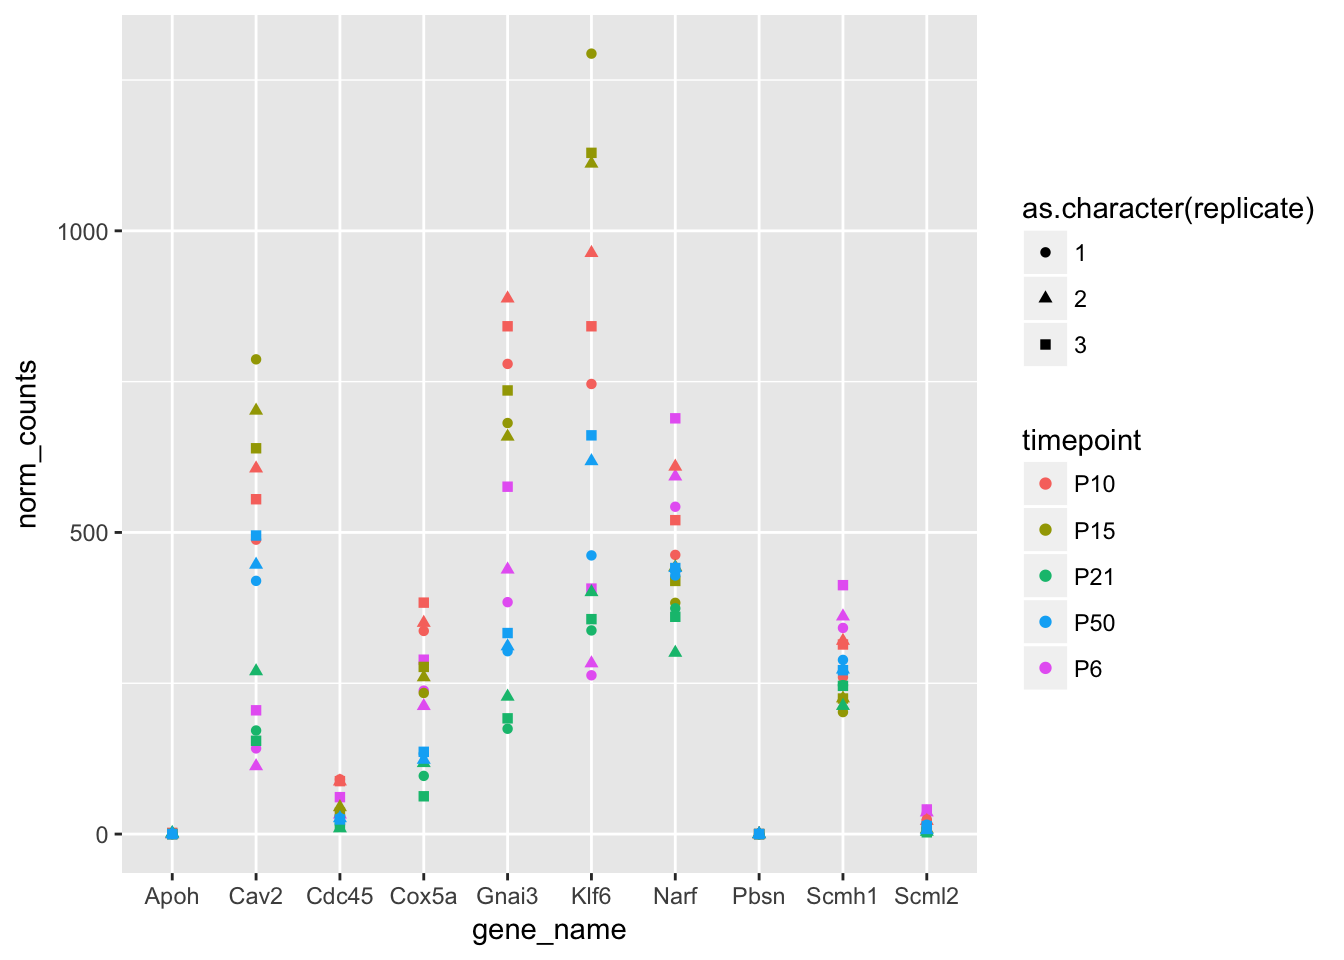 norm_counts
1000
500
0
Apoh Cav2 Cdc45 Cox5a Gnai3 Klf6 Narf Pbsn Scmh1 Scml2
gene_name
as.character(replicate)
1
2
3
timepoint
P10
P15
P21
P50
P6